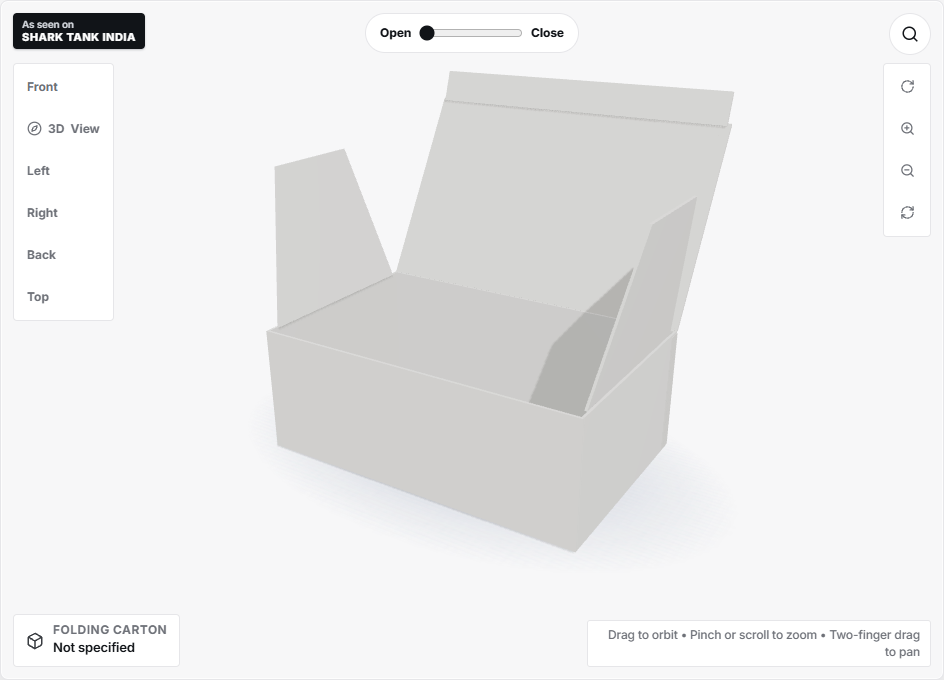 As seen on
SHARK TANK INDIA
Open
Close
Front
3D View
Left
Right
Back
Top
FOLDING CARTON
Not specified
Drag to orbit • Pinch or scroll to zoom • Two-finger drag
to pan